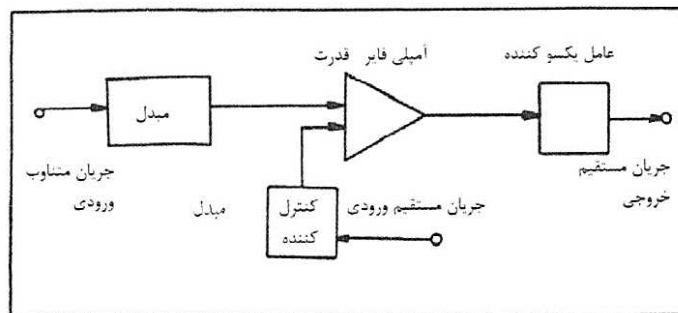 آمپلی فایر قدرت
عامل یکسو کننده
مبدل
جریان متناوب
ورودی
مبدل
کنترل
کننده
جریان مستقیم ورودی
جریان مستقیم
خروجی